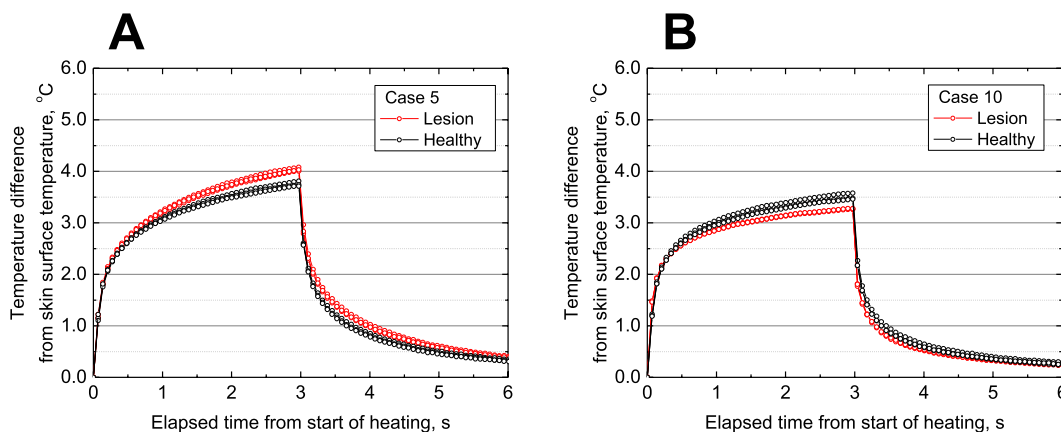 A
Temperature difference
from skin surface temperature, °C
6.0
5.0
4.0
3.0
2.0
1.0
0.0
Case 5
Lesion
Healthy
0 1 2 3 4 5 6
Elapsed time from start of heating, s
B
Temperature difference
from skin surface temperature, °C
6.0
5.0
4.0
3.0
2.0
1.0
0.0
Case 10
Lesion
Healthy
0 1 2 3 4 5 6
Elapsed time from start of heating, s